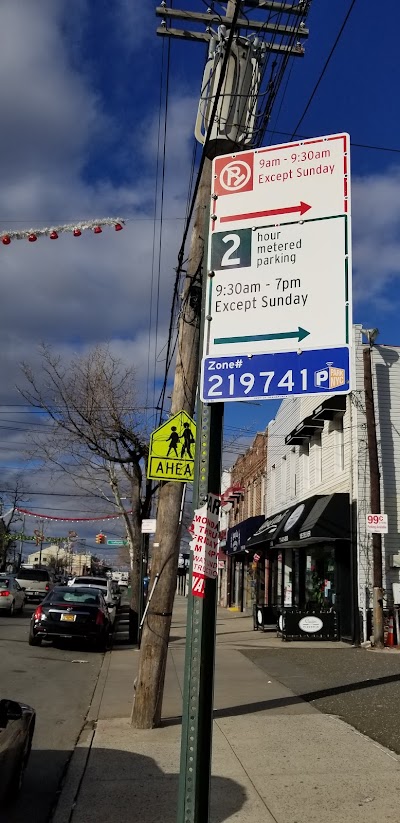 P 9am - 9:30am
Except Sunday
2 hour
metered
parking
9:30am - 7pm
Except Sunday
Zone#
219741 P
AHEAD
99¢